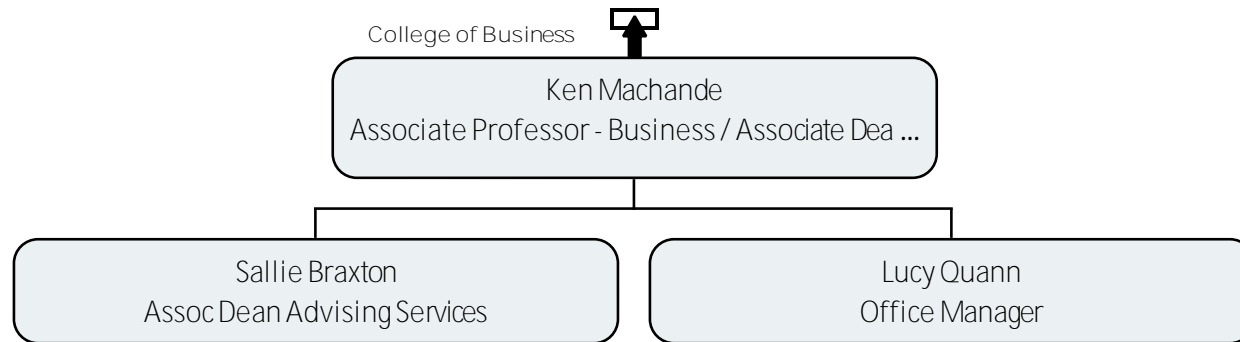 College of Business
Ken Machande
Associate Professor - Business / Associate Dea ...
Sallie Braxton
Assoc Dean Advising Services
Lucy Quann
Office Manager